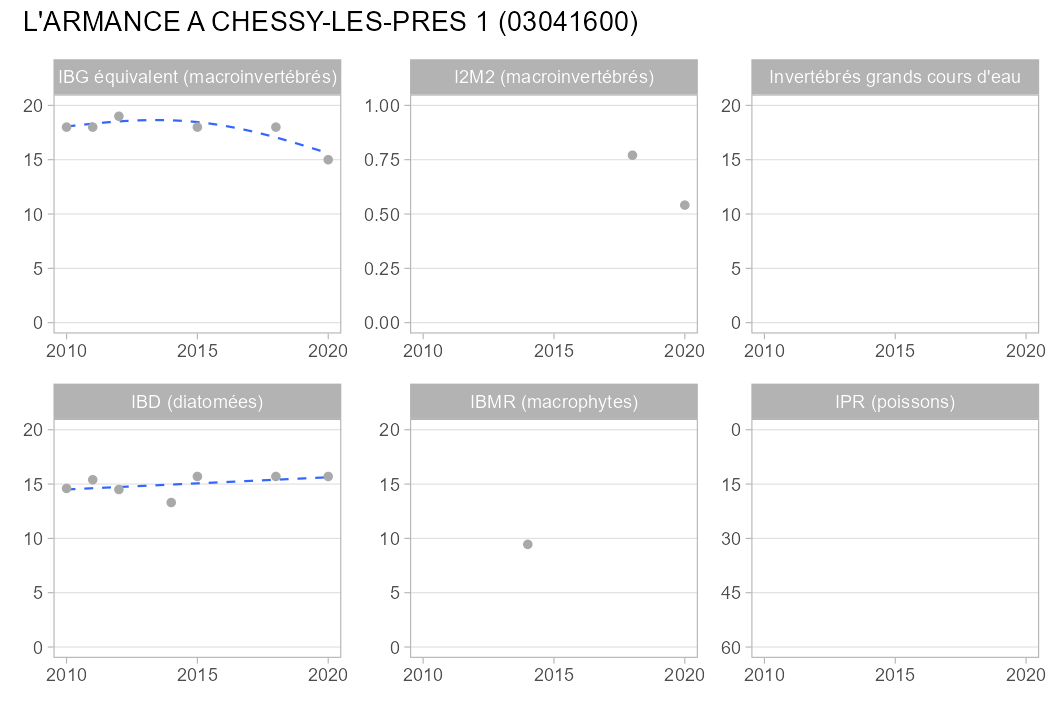 L'ARMANCE A CHESSY-LES-PRES 1 (03041600)
IBG équivalent (macroinvertébrés)
20
15
10
5
0
2010 2015 2020
I2M2 (macroinvertébrés)
1.00
0.75
0.50
0.25
0.00
2010 2015 2020
Invertébrés grands cours d'eau
20
15
10
5
0
2010 2015 2020
IBD (diatomées)
20
15
10
5
0
2010 2015 2020
IBMR (macrophytes)
20
15
10
5
0
2010 2015 2020
IPR (poissons)
0
15
30
45
60
2010 2015 2020